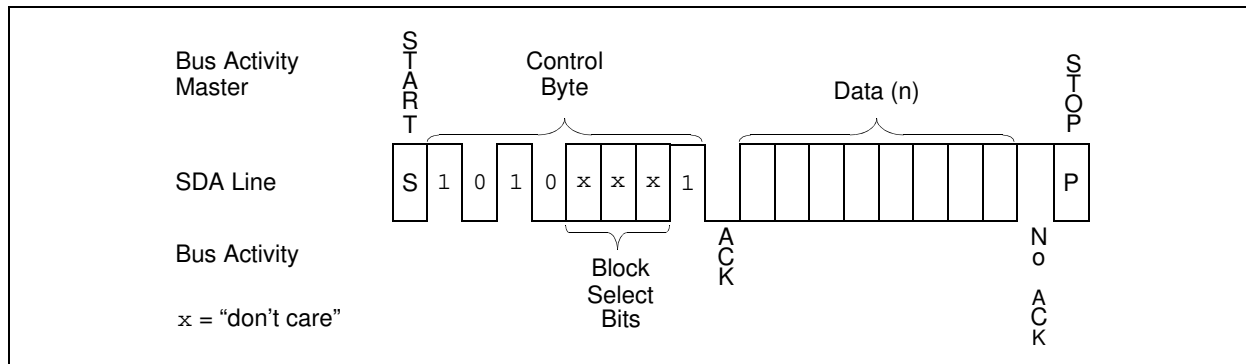 Bus Activity
Master
START
Control
Byte
Data (n)
STOP
SDA Line
S 1 0 1 0 x x x 1 P
Bus Activity
ACK
No ACK
Block
Select
Bits
x = “don’t care”